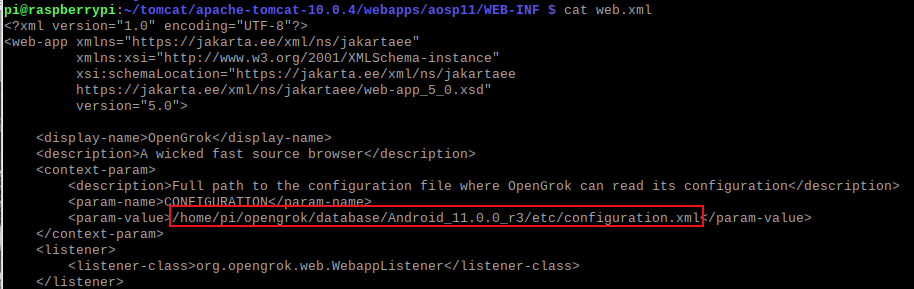 pi@raspberrypi:~/tomcat/apache-tomcat-10.0.4/webapps/aosp11/WEB-INF $ cat web.xml
<?xml version="1.0" encoding="UTF-8"?>
<web-app xmlns="https://jakarta.ee/xml/ns/jakartaee"
         xmlns:xsi="http://www.w3.org/2001/XMLSchema-instance"
         xsi:schemaLocation="https://jakarta.ee/xml/ns/jakartaee
         https://jakarta.ee/xml/ns/jakartaee/web-app_5_0.xsd"
         version="5.0">
    <display-name>OpenGrok</display-name>
    <description>A wicked fast source browser</description>
    <context-param>
        <description>Full path to the configuration file where OpenGrok can read its configuration</description>
        <param-name>CONFIGURATION</param-name>
        <param-value>/home/pi/opengrok/database/Android_11.0.0_r3/etc/configuration.xml</param-value>
    </context-param>
    <listener>
        <listener-class>org.opengrok.web.WebappListener</listener-class>
    </listener>